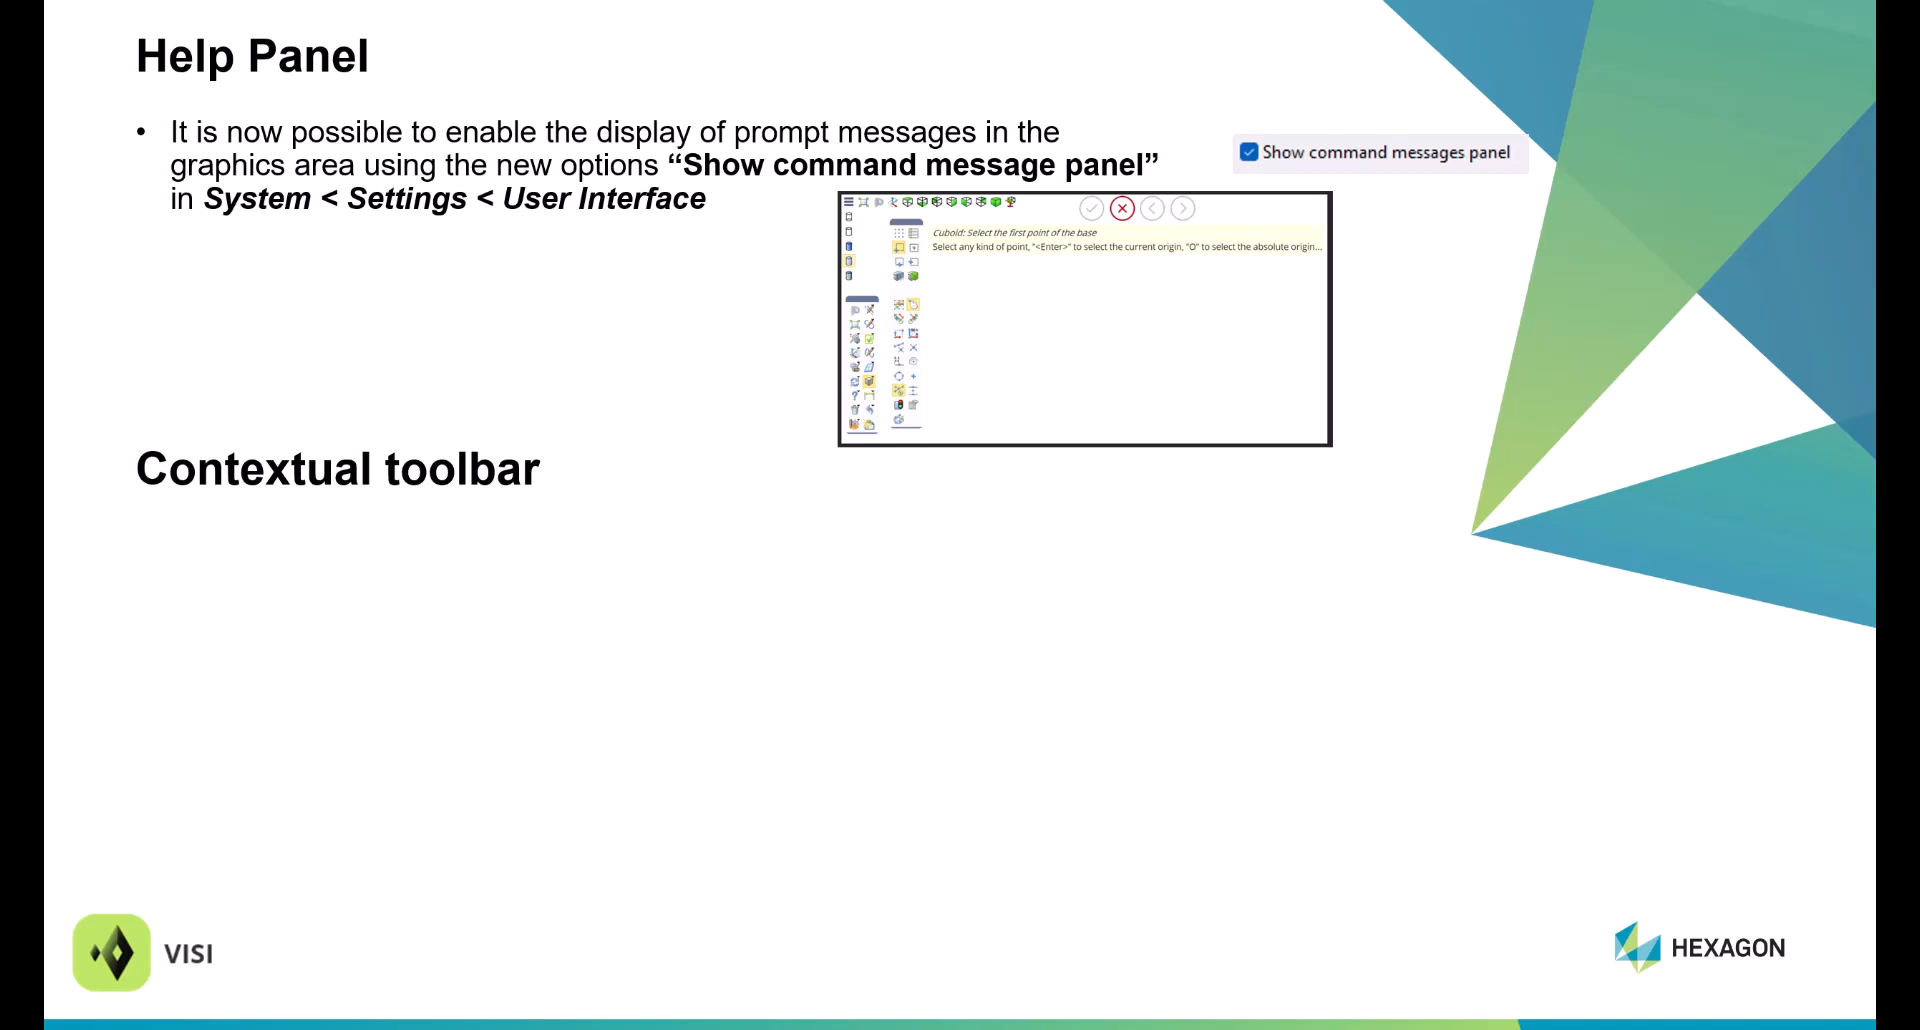 Help Panel
• It is now possible to enable the display of prompt messages in the
graphics area using the new options “Show command message panel”
in System < Settings < User Interface
Show command messages panel
Cuboid: Select the first point of the base
Select any kind of point, "<Enter>" to select the current origin, "O" to select the absolute origin...
Contextual toolbar
VISI
HEXAGON